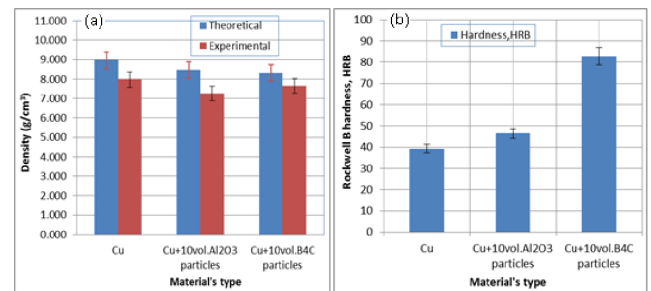 (a)
Theoretical
Experimental
Density (g/cm³)
11.000
10.000
9.000
8.000
7.000
6.000
5.000
4.000
3.000
2.000
1.000
0.000
Cu
Cu+10vol.Al2O3
particles
Cu+10vol.B4C
particles
Material's type
(b)
Hardness,HRB
Rockwell B hardness, HRB
100
90
80
70
60
50
40
30
20
10
0
Cu
Cu+10vol.Al2O3
particles
Cu+10vol.B4C
particles
Material's type